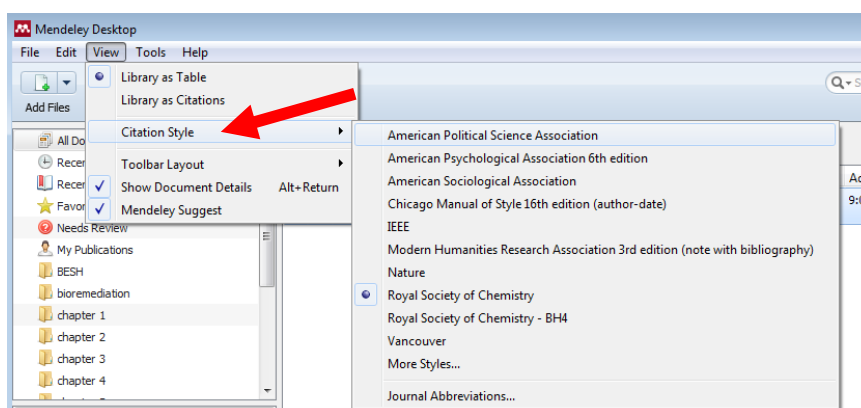 Mendeley Desktop
File Edit View Tools Help
Library as Table
Library as Citations
Add Files
Citation Style
American Political Science Association
All Do
American Psychological Association 6th edition
Recen
Toolbar Layout
American Sociological Association
Recen
Show Document Details Alt+Return
Favor
Chicago Manual of Style 16th edition (author-date)
9:0
Mendeley Suggest
Needs Review
IEEE
My Publications
Modern Humanities Research Association 3rd edition (note with bibliography)
BESH
Nature
bioremediation
Royal Society of Chemistry
chapter 1
Royal Society of Chemistry - BH4
chapter 2
Vancouver
chapter 3
More Styles...
chapter 4
Journal Abbreviations...